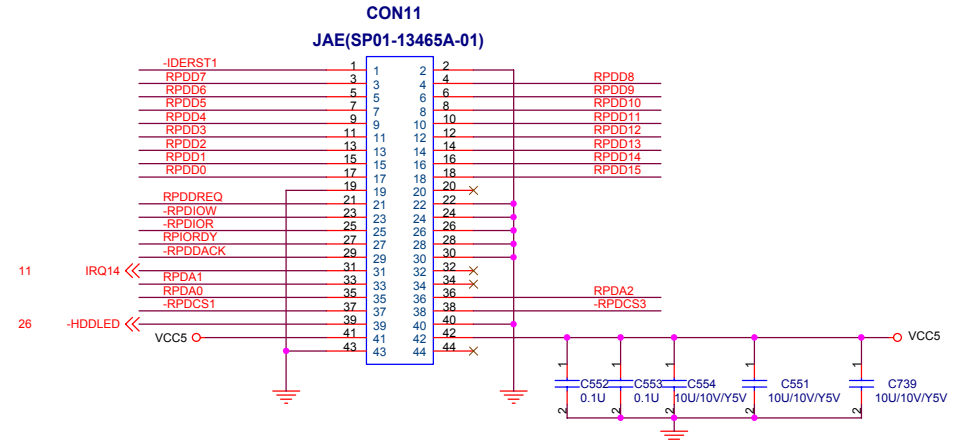 CON11
JAE(SP01-13465A-01)
-IDERST1 1 1 2 2
RPDD7 3 3 4 4 RPDD8
RPDD6 5 5 6 6 RPDD9
RPDD5 7 7 8 8 RPDD10
RPDD4 9 9 10 10 RPDD11
RPDD3 11 11 12 12 RPDD12
RPDD2 13 13 14 14 RPDD13
RPDD1 15 15 16 16 RPDD14
RPDD0 17 17 18 18 RPDD15
19 19 20 20
RPDDREQ 21 21 22 22
-RPDIOW 23 23 24 24
-RPDIOR 25 25 26 26
RPIORDY 27 27 28 28
-RPDDACK 29 29 30 30
11 IRQ14 31 31 32 32
RPDA1 33 33 34 34
RPDA0 35 35 36 36 RPDA2
-RPDCS1 37 37 38 38 -RPDCS3
26 -HDDLED 39 39 40 40
VCC5 41 41 42 42 VCC5
43 43 44 44
1 1 1 1 1
C552 C553 C554 C551 C739
0.1U 0.1U 10U/10V/Y5V 10U/10V/Y5V 10U/10V/Y5V
2 2 2 2 2